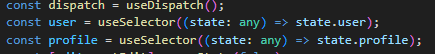 const dispatch = useDispatch();
const user = useSelector((state: any) => state.user);
const profile = useSelector((state: any) => state.profile);